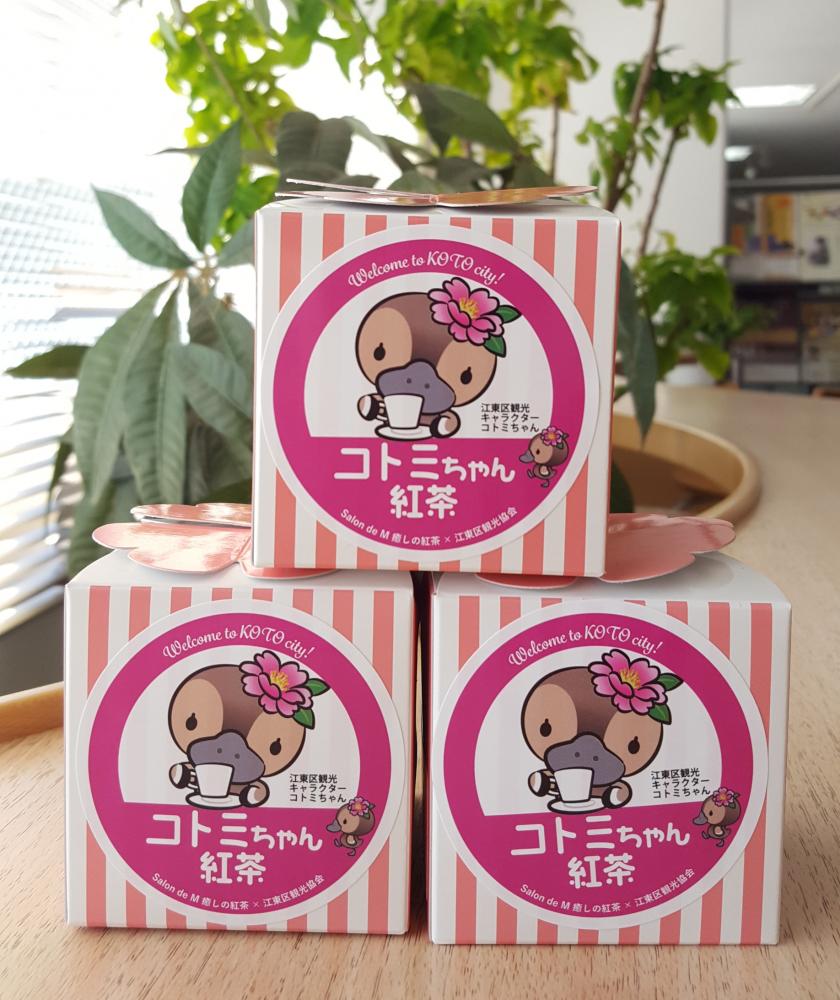 Welcome to KOTO city!
江東区観光
キャラクター
コトミちゃん
コトミちゃん
紅茶
Salon de M 癒しの紅茶 × 江東区観光協会
Welcome to KOTO city!
江東区観光
キャラクター
コトミちゃん
コトミちゃん
紅茶
Salon de M 癒しの紅茶 × 江東区観光協会
Welcome to KOTO city!
江東区観光
キャラクター
コトミちゃん
コトミちゃん
紅茶
Salon de M 癒しの紅茶 × 江東区観光協会